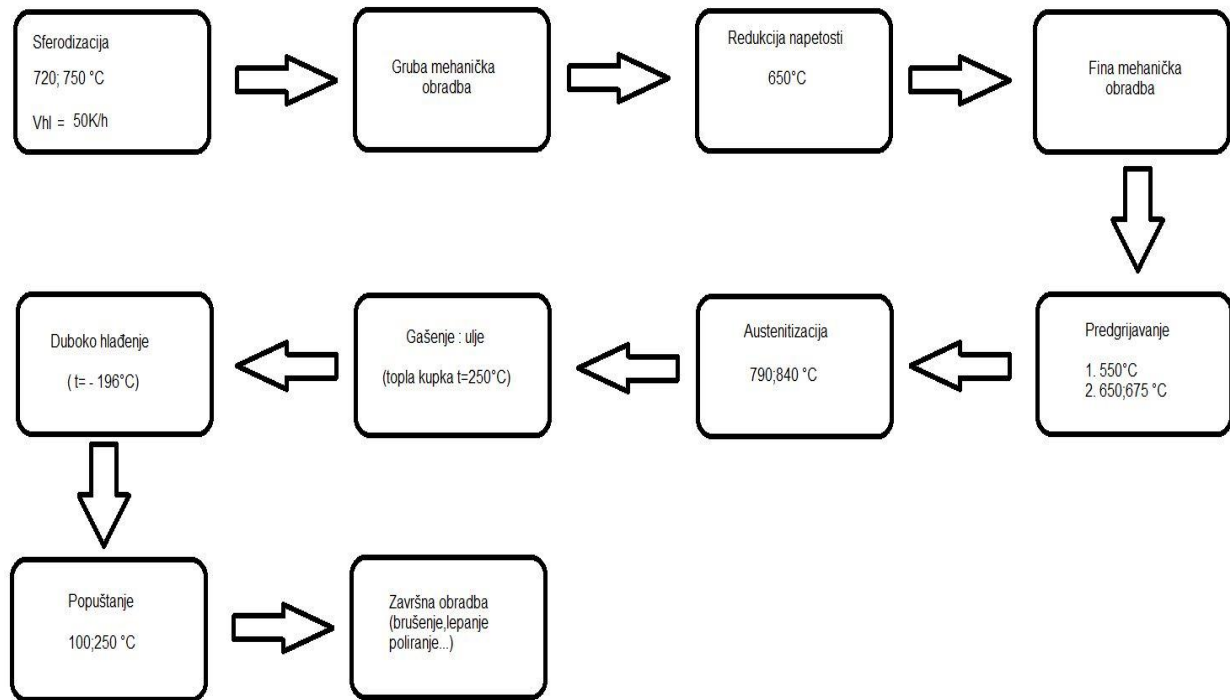 Sferodizacija
720; 750 °C
Vhl = 50K/h
Gruba mehanička
obradba
Redukcija napetosti
650°C
Fina mehanička
obradba
Predgrijavanje
1. 550°C
2. 650;675 °C
Austenitizacija
790;840 °C
Gašenje : ulje
(topla kupka t=250°C)
Duboko hlađenje
( t= - 196°C)
Popuštanje
100;250 °C
Završna obradba
(brušenje,lepanje
poliranje...)